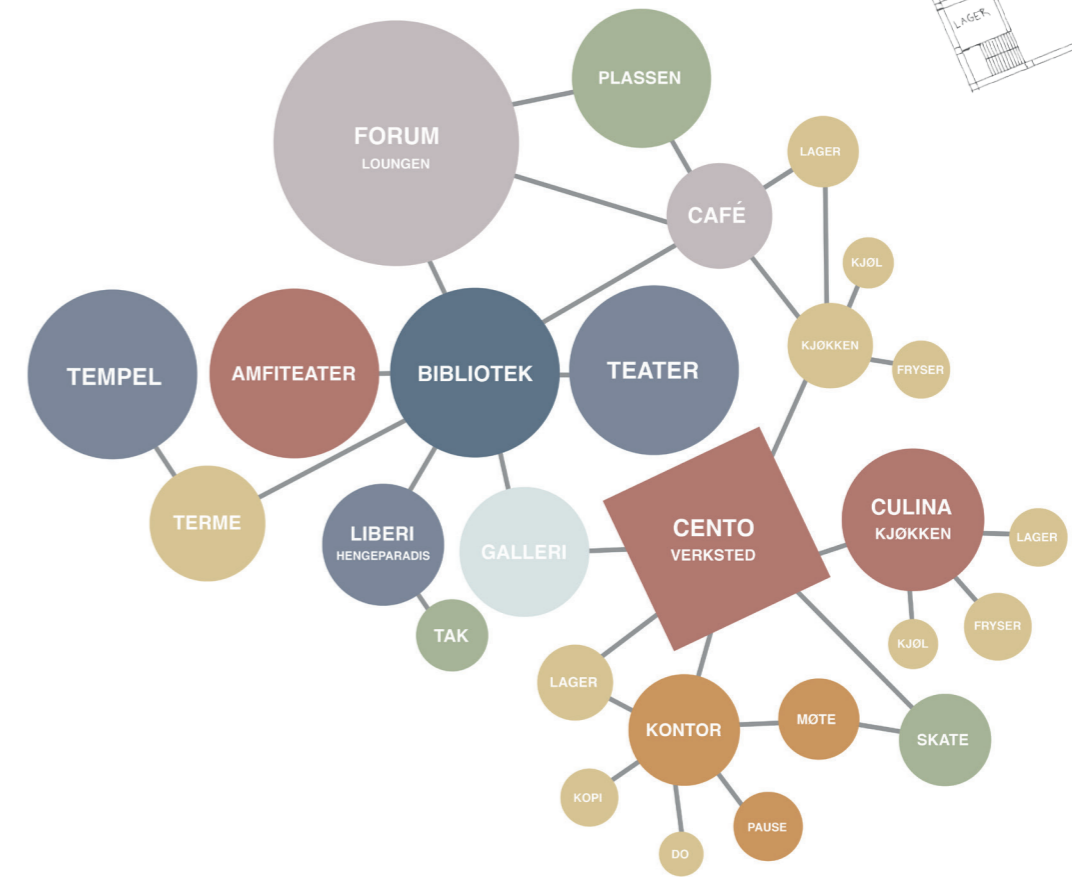 LAGER
PLASSEN
FORUM
LOUNGEN
LAGER
CAFÉ
KJØL
KJØKKEN
FRYSER
TEMPEL
AMFITEATER
BIBLIOTEK
TEATER
TERME
LIBERI
HENGEPARADIS
GALLERI
CENTO
VERKSTED
CULINA
KJØKKEN
LAGER
FRYSER
KJØL
TAK
LAGER
KONTOR
MØTE
SKATE
KOPI
PAUSE
DO